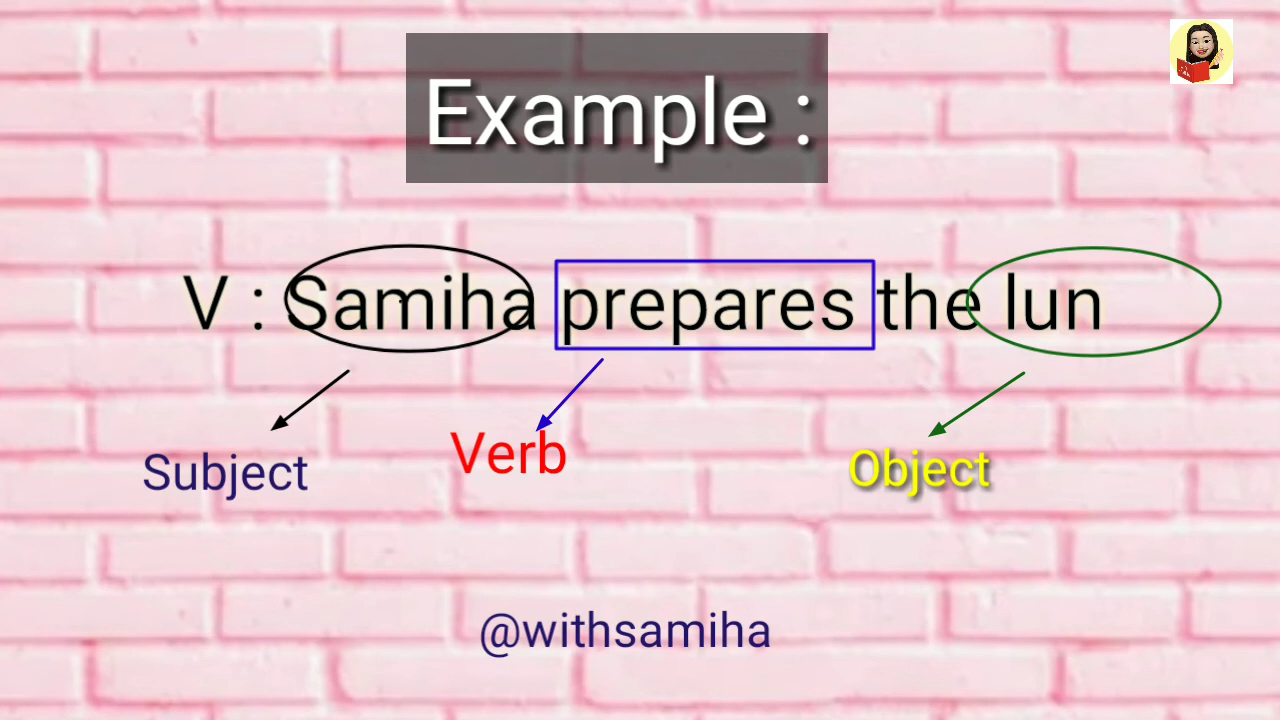 Example :
V : Samiha prepares the lun
Subject
Verb
Object
@withsamiha